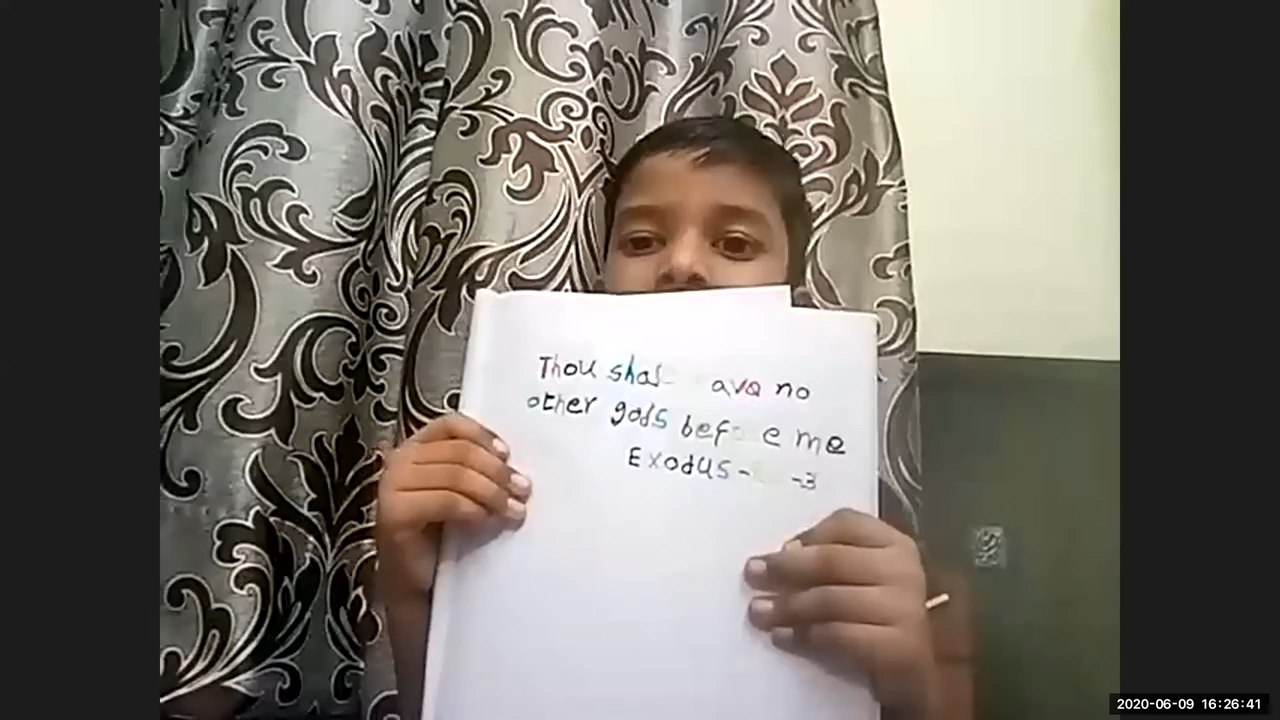 Thou no
other gods me
Exodus - -3
2020-06-09 16:26:41